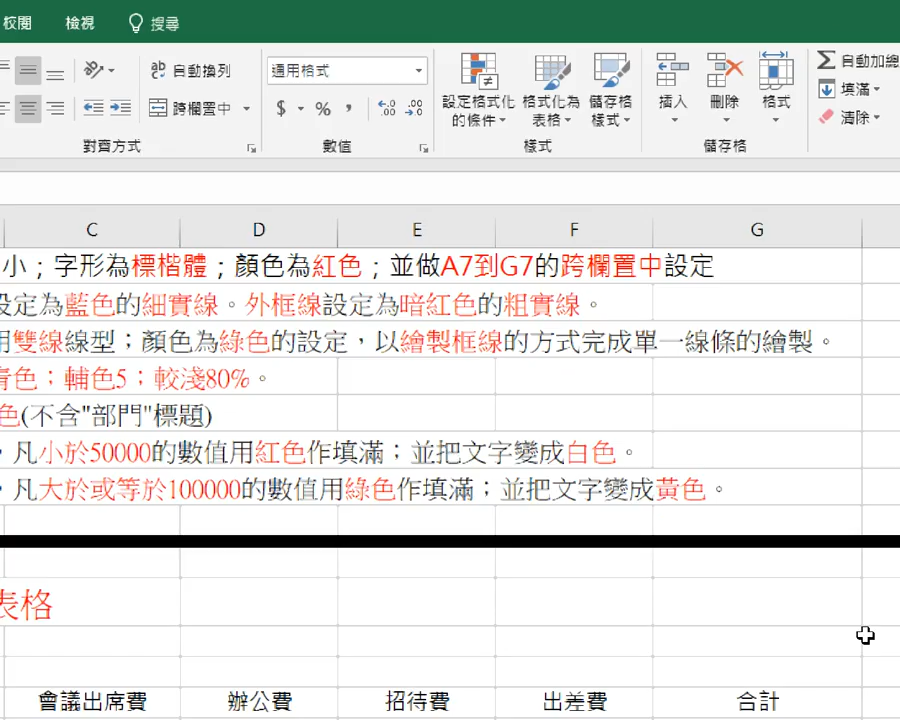 校閱 檢視 搜尋
自動換列 通用格式 設定格式化的條件 格式化為表格 儲存格樣式 插入 刪除 格式 自動加總
跨欄置中 $ % , 填滿
清除
對齊方式 數值 樣式 儲存格
C D E F G
小；字形為標楷體；顏色為紅色；並做A7到G7的跨欄置中設定
設定為藍色的細實線。外框線設定為暗紅色的粗實線。
用雙線線型；顏色為綠色的設定，以繪製框線的方式完成單一線條的繪製。
青色；輔色5；較淺80%。
色(不含"部門"標題)
，凡小於50000的數值用紅色作填滿；並把文字變成白色。
，凡大於或等於100000的數值用綠色作填滿；並把文字變成黃色。
表格
會議出席費 辦公費 招待費 出差費 合計